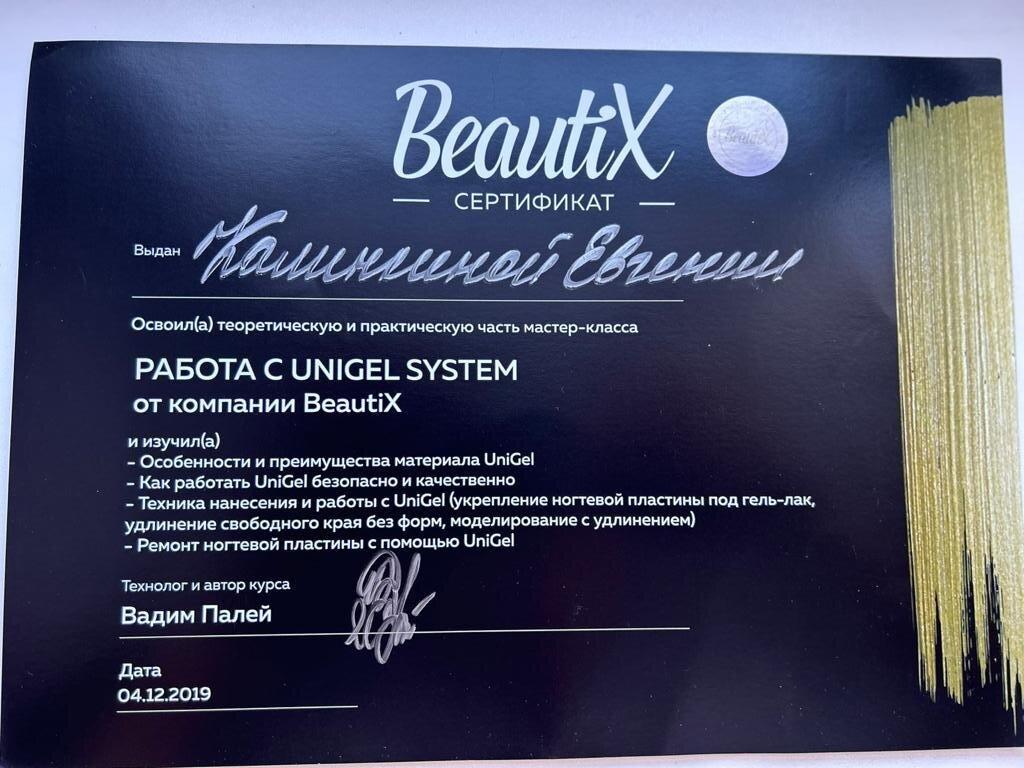 BeautiX
BeautiX
— СЕРТИФИКАТ —
Выдан Калининой Евгении
Освоил(а) теоретическую и практическую часть мастер-класса
РАБОТА С UNIGEL SYSTEM
от компании BeautiX
и изучил(а)
– Особенности и преимущества материала UniGel
– Как работать UniGel безопасно и качественно
– Техника нанесения и работы с UniGel (укрепление ногтевой пластины под гель-лак,
удлинение свободного края без форм, моделирование с удлинением)
– Ремонт ногтевой пластины с помощью UniGel
Технолог и автор курса
Вадим Палей
Дата
04.12.2019